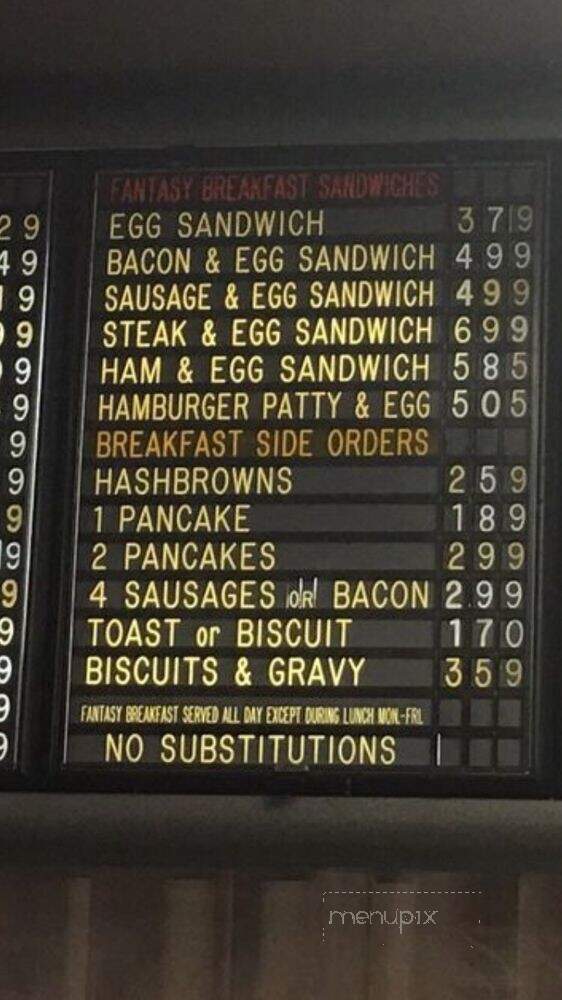 FANTASY BREAKFAST SANDWICHES
EGG SANDWICH 3 7 9
BACON & EGG SANDWICH 4 9 9
SAUSAGE & EGG SANDWICH 4 9 9
STEAK & EGG SANDWICH 6 9 9
HAM & EGG SANDWICH 5 8 5
HAMBURGER PATTY & EGG 5 0 5
BREAKFAST SIDE ORDERS
HASHBROWNS 2 5 9
1 PANCAKE 1 8 9
2 PANCAKES 2 9 9
4 SAUSAGES OR BACON 2.9 9
TOAST or BISCUIT 1 7 0
BISCUITS & GRAVY 3 5 9
FANTASY BREAKFAST SERVED ALL DAY EXCEPT DURING LUNCH MON.-FRI.
NO SUBSTITUTIONS
menupix